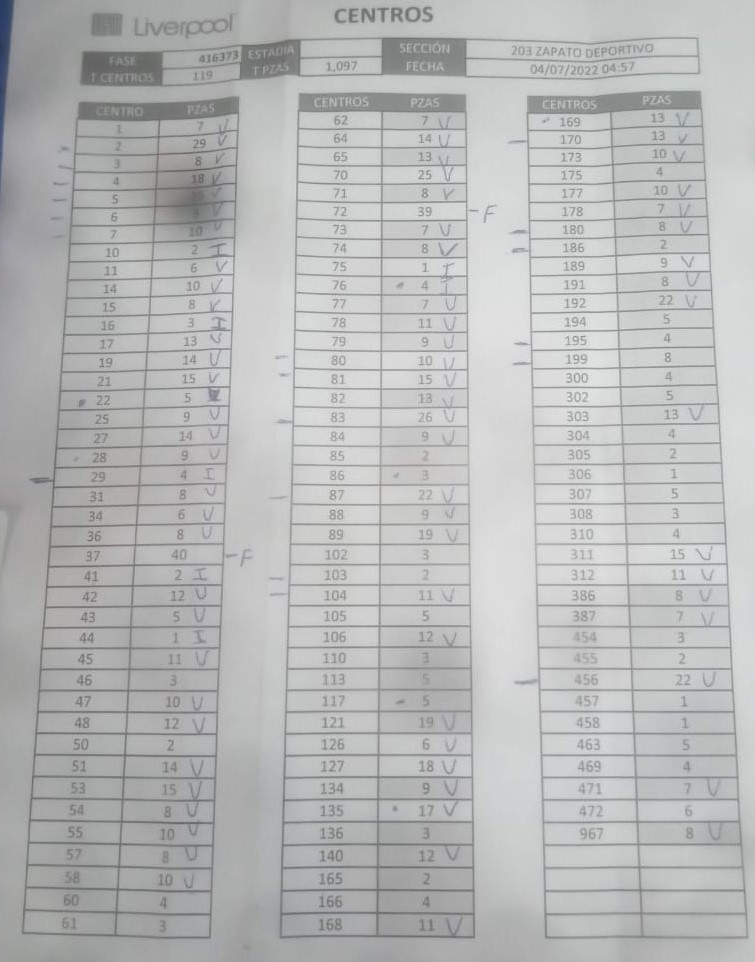 Liverpool
CENTROS
FASE 416373 ESTADIA SECCIÓN 203 ZAPATO DEPORTIVO
T CENTROS 119 T PZAS 1,097 FECHA 04/07/2022 04:57
CENTRO PZAS
1 7 V
2 29 V
3 8 V
4 18 V
5
6 V
7 10 V
10 2 I
11 6 V
14 10 V
15 8 V
16 3 I
17 13 V
19 14 V
21 15 V
22 5
25 9 V
27 14 V
28 9 V
29 4 I
31 8 V
34 6 V
36 8 V
37 40 -F
41 2 I
42 12 V
43 5 V
44 1 I
45 11 V
46 3
47 10 V
48 12 V
50 2
51 14 V
53 15 V
54 8 V
55 10 V
57 8 V
58 10 V
60 4
61 3
CENTROS PZAS
62 7 V
64 14 V
65 13 V
70 25 V
71 8 V
72 39 -F
73 7 V
74 8 V
75 1 I
76 4
77 7 V
78 11 V
79 9 V
80 10 V
81 15 V
82 13 V
83 26 V
84 9 V
85 2
86 3
87 22 V
88 9 V
89 19 V
102 3
103 2
104 11 V
105 5
106 12 V
110 3
113 5
117 5
121 19 V
126 6 V
127 18 V
134 9 V
135 17 V
136 3
140 12 V
165 2
166 4
168 11 V
CENTROS PZAS
169 13 V
170 13 V
173 10 V
175 4
177 10 V
178 7 V
180 8 V
186 2
189 9 V
191 8 V
192 22 V
194 5
195 4
199 8
300 4
302 5
303 13 V
304 4
305 2
306 1
307 5
308 3
310 4
311 15 V
312 11 V
386 8 V
387 7 V
454 3
455 2
456 22 V
457 1
458 1
463 5
469 4
471 7 V
472 6
967 8 V